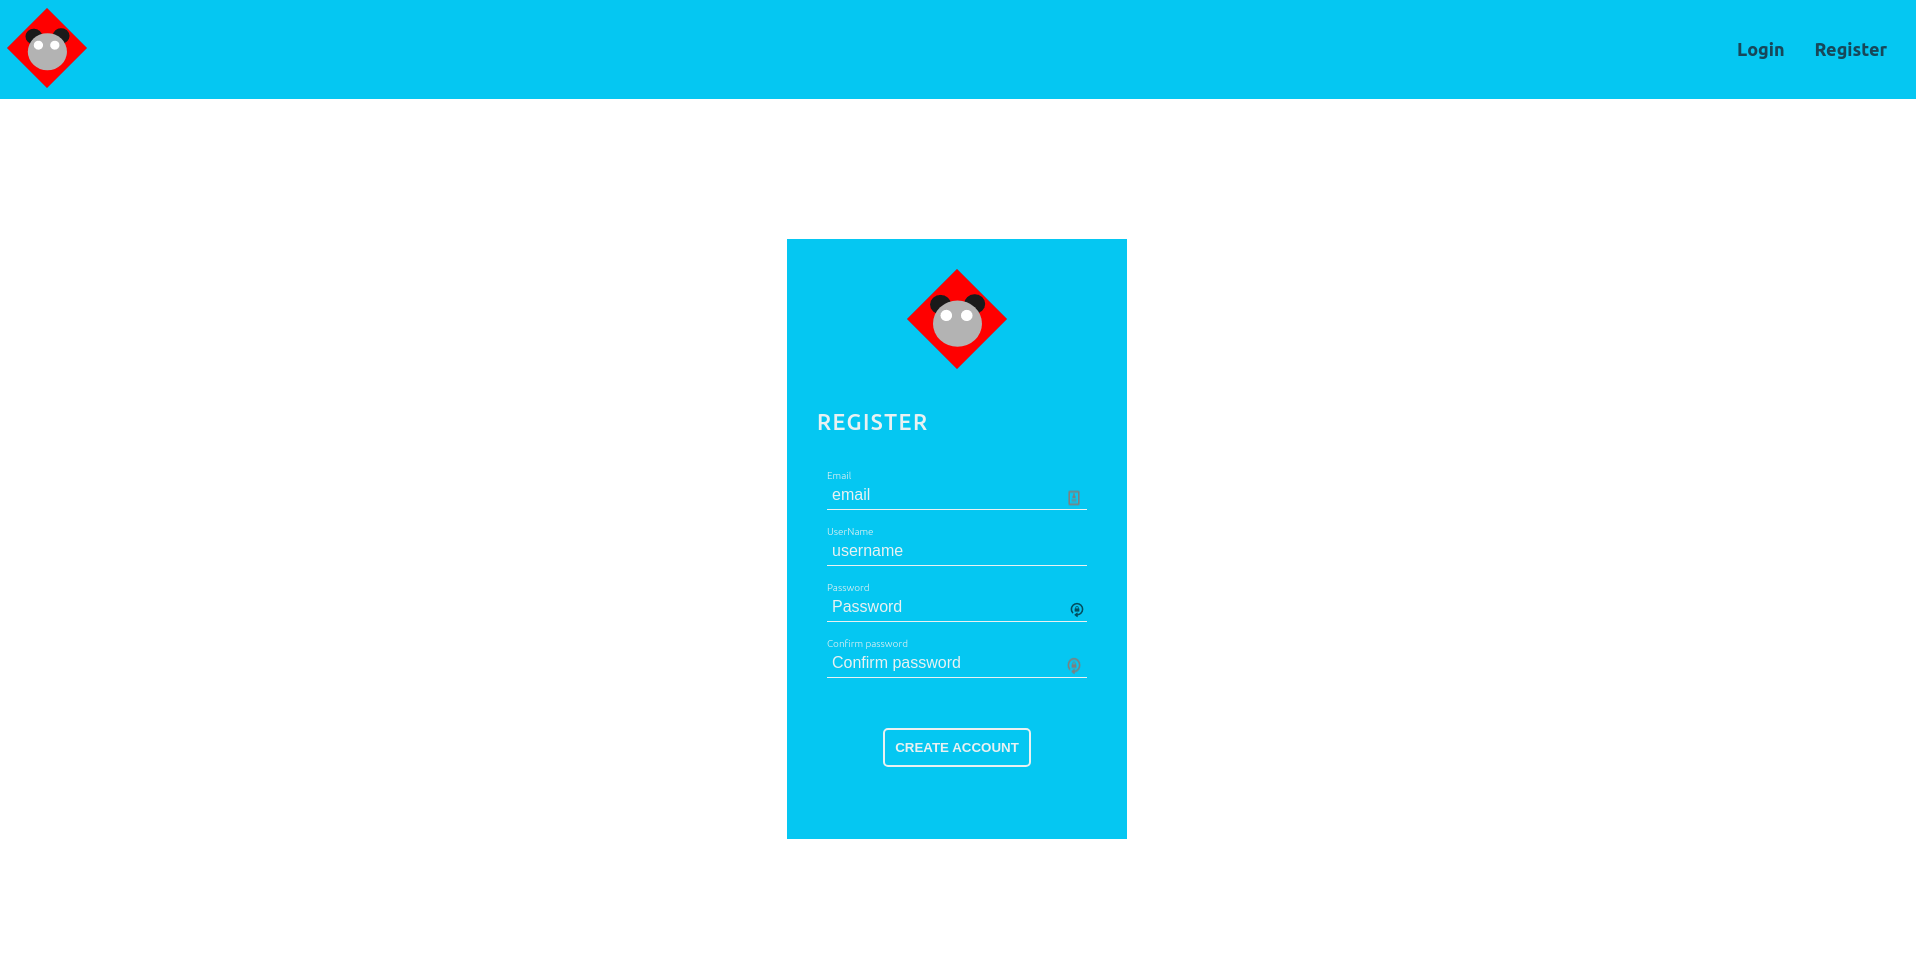 Login Register
REGISTER
Email
email
UserName
username
Password
Password
Confirm password
Confirm password
CREATE ACCOUNT